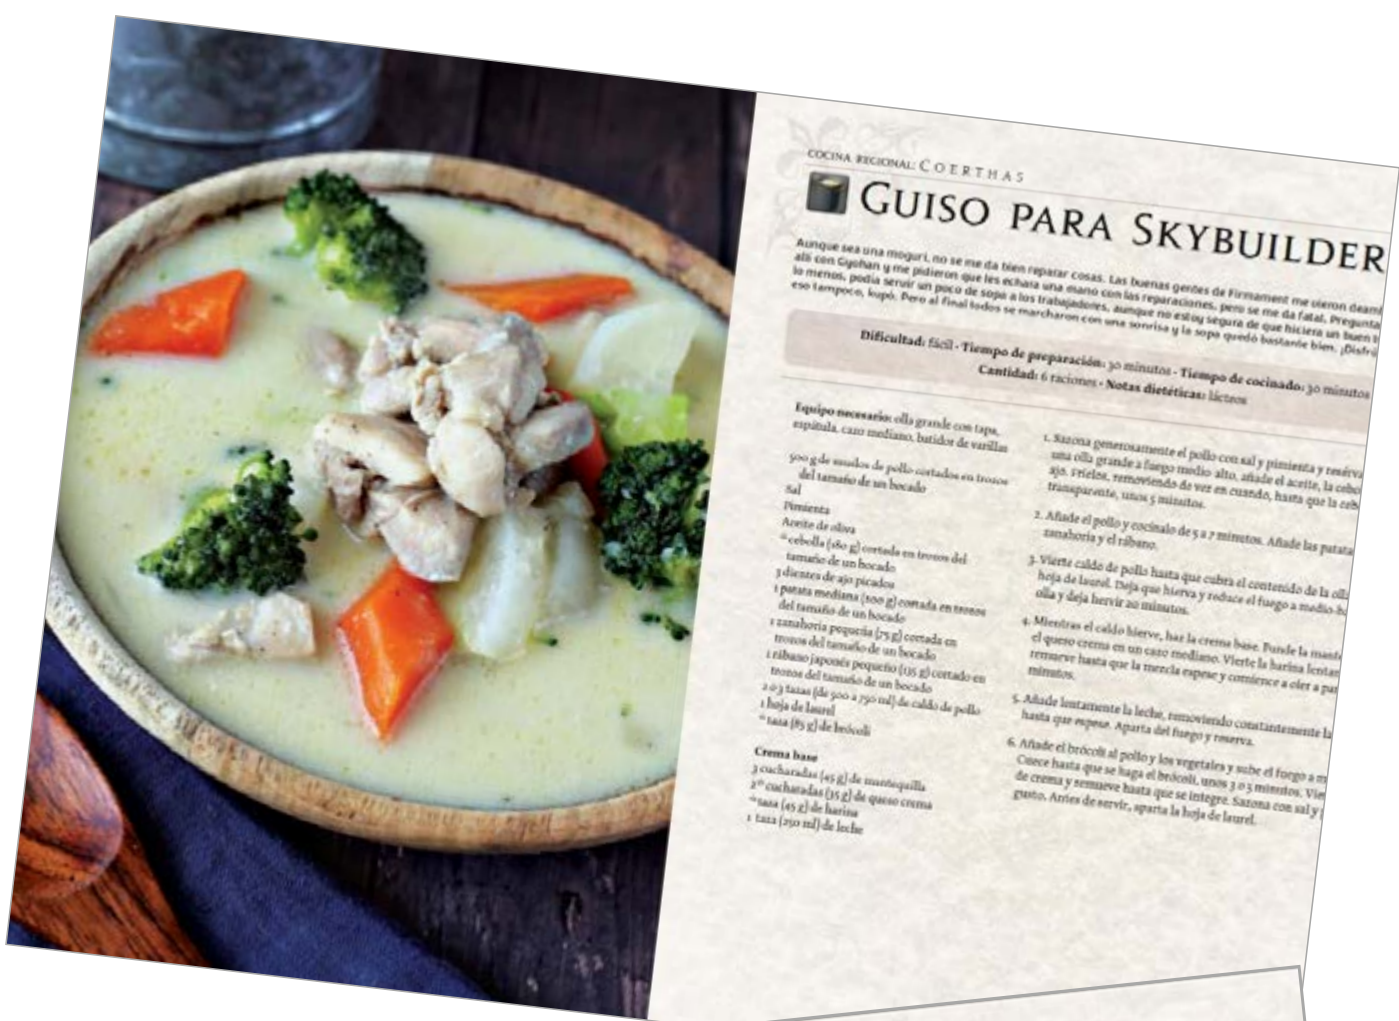 COCINA REGIONAL: COERTHAS
GUISO PARA SKYBUILDER
Aunque sea una moguri, no se me da bien reparar cosas. Las buenas gentes de Firmament me vieron
allí con Gyohan y me pidieron que les echara una mano con las reparaciones, pero se me da fatal.
lo menos, podía servir un poco de sopa a los trabajadores, aunque no estoy segura de que hiciera un buen
eso tampoco, kupó. Pero al final todos se marcharon con una sonrisa y la sopa quedó bastante bien.
Dificultad: fácil • Tiempo de preparación: 30 minutos • Tiempo de cocinado: 30 minutos
Cantidad: 6 raciones • Notas dietéticas: lácteos
Equipo necesario: olla grande con tapa,
espátula, cazo mediano, batidor de varillas
500 g de muslos de pollo cortados en trozos
del tamaño de un bocado
Sal
Pimienta
Aceite de oliva
cebolla (180 g) cortada en trozos del
tamaño de un bocado
3 dientes de ajo picados
1 patata mediana (100 g) cortada en trozos
del tamaño de un bocado
1 zanahoria pequeña (75 g) cortada en
trozos del tamaño de un bocado
1 rábano japonés pequeño (135 g) cortado en
trozos del tamaño de un bocado
2 o 3 tazas (de 500 a 750 ml) de caldo de pollo
1 hoja de laurel
taza (85 g) de brócoli
Crema base
3 cucharadas (45 g) de mantequilla
cucharadas (35 g) de queso crema
taza (45 g) de harina
1 taza (250 ml) de leche
1. Sazona generosamente el pollo con sal y pimienta y
una olla grande a fuego medio alto, añade el aceite, la
ajo. Fríelos, removiendo de vez en cuando, hasta que la
transparente, unos 5 minutos.
2. Añade el pollo y cocínalo de 5 a 7 minutos. Añade las
zanahoria y el rábano.
3. Vierte caldo de pollo hasta que cubra el contenido de la
hoja de laurel. Deja que hierva y reduce el fuego a
olla y deja hervir 20 minutos.
4. Mientras el caldo hierve, haz la crema base. Funde la
el queso crema en un cazo mediano. Vierte la harina
remueve hasta que la mezcla espese y comience a oler a
minutos.
5. Añade lentamente la leche, removiendo constantemente
hasta que espese. Aparta del fuego y reserva.
6. Añade el brócoli al pollo y los vegetales y sube el fuego a
Cuece hasta que se haga el brócoli, unos 3 o 5 minutos.
de crema y remueve hasta que se integre. Sazona con sal y
gusto. Antes de servir, aparta la hoja de laurel.